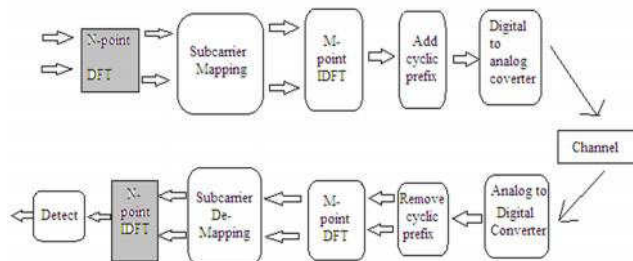 N-point
DFT
Subcarrier
Mapping
M-
point
IDFT
Add
cyclic
prefix
Digital
to
analog
coverter
Channel
Analog to
Digital
Converter
Remove
cyclic
prefix
M-
point
DFT
Subcarrier
De-
Mapping
N-
point
IDFT
Detect